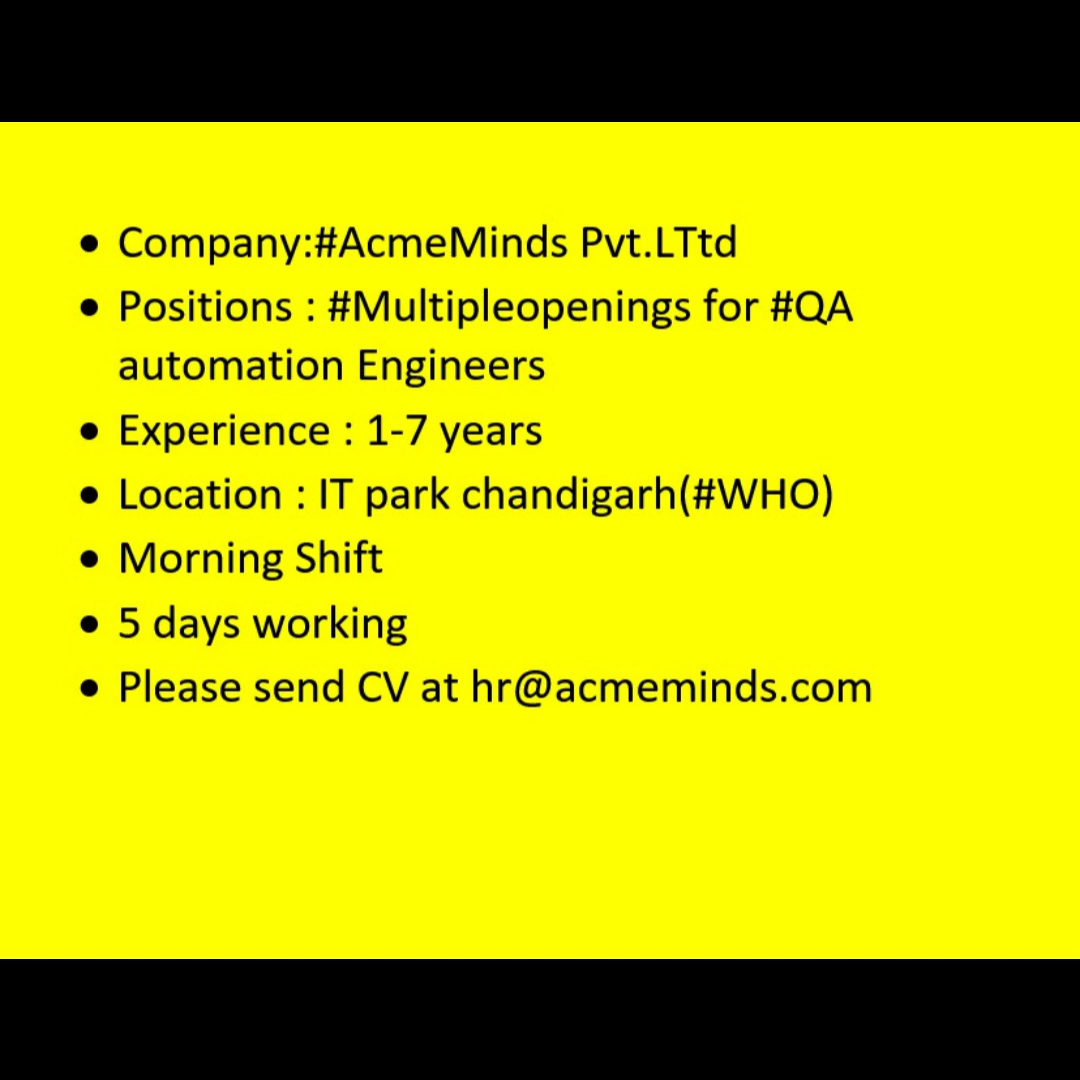 • Company:#AcmeMinds Pvt.LTtd
• Positions : #Multipleopenings for #QA
automation Engineers
• Experience : 1-7 years
• Location : IT park chandigarh(#WHO)
• Morning Shift
• 5 days working
• Please send CV at hr@acmeminds.com